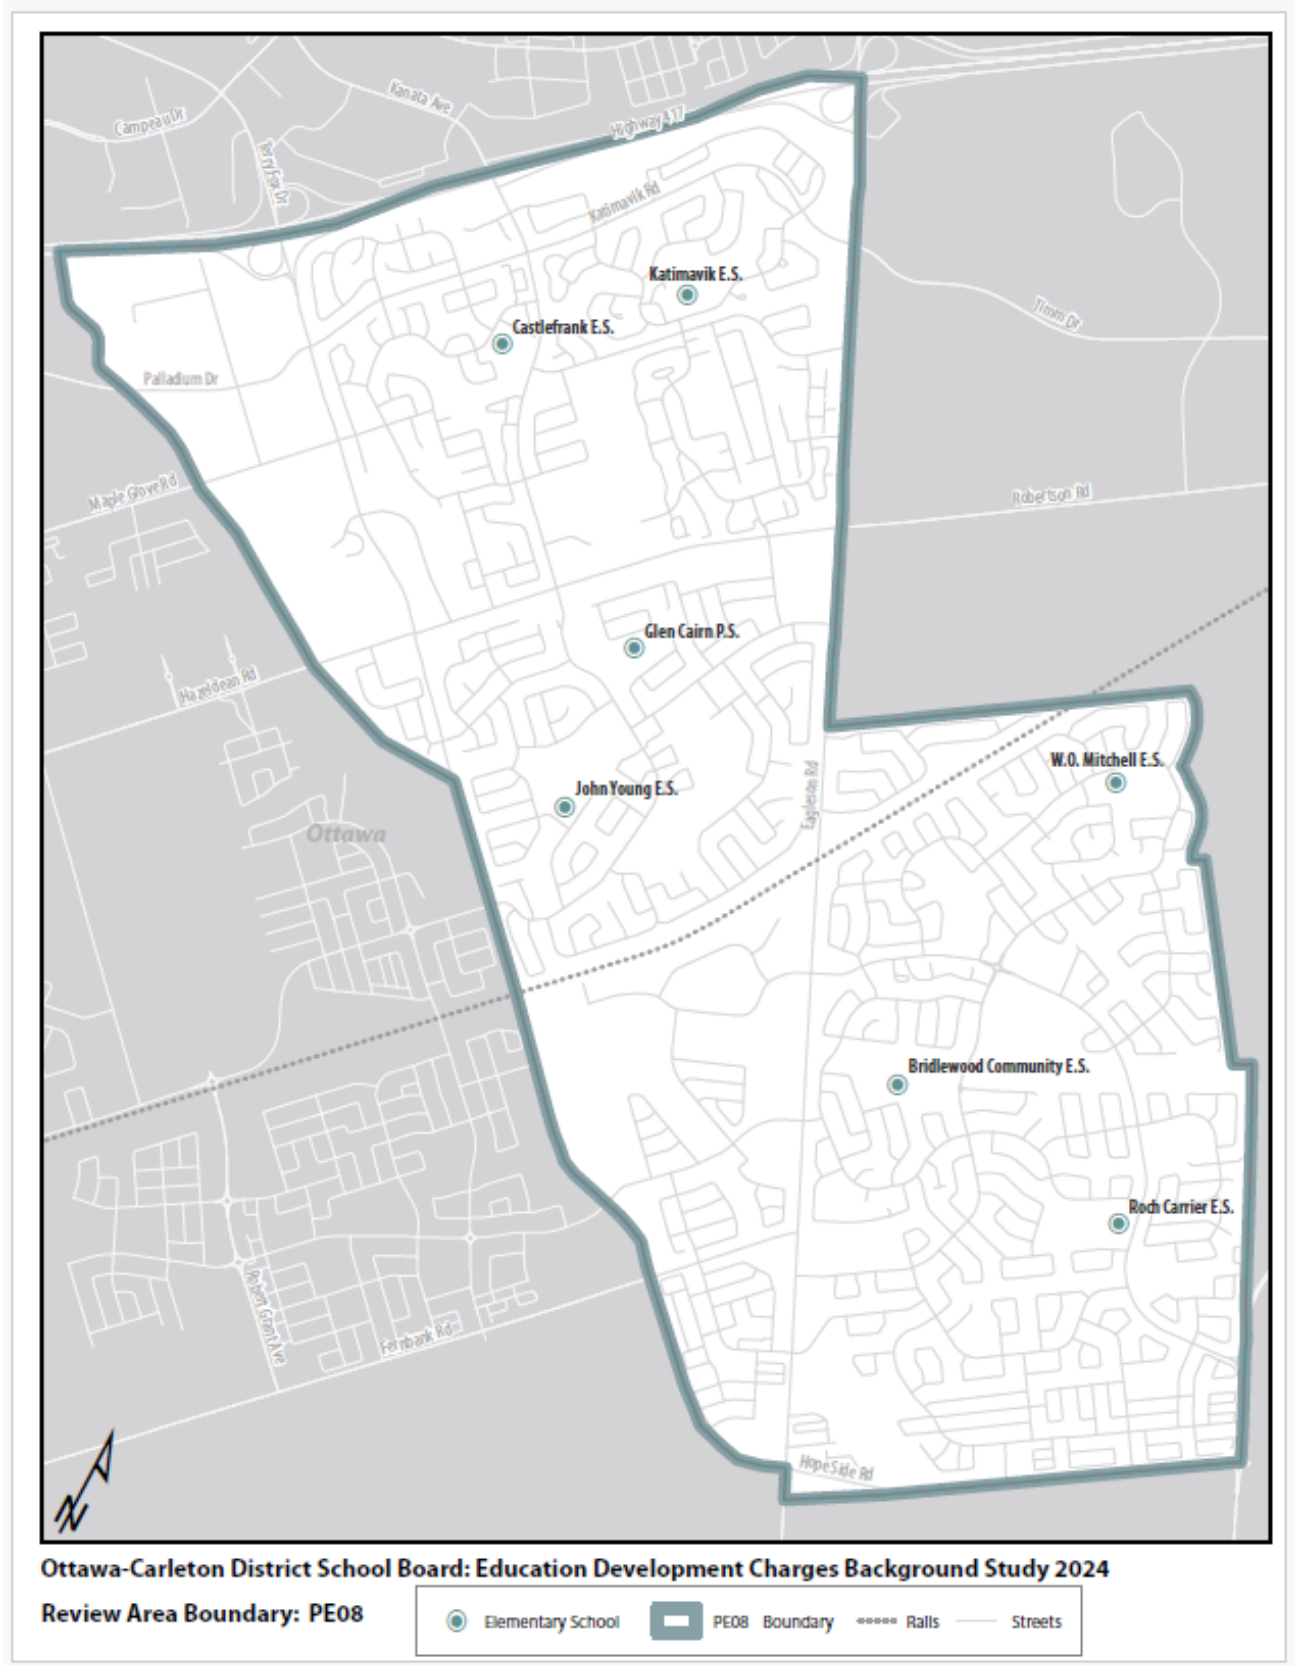 Kanata Ave
Campeau Dr
Highway 417
Terry Fox Dr
Katimavik Rd
Katimavik E.S.
Timm Dr
Castlefrank E.S.
Palladium Dr
Maple Glove Rd
Robertson Rd
Glen Cairn P.S.
Hazeldean Rd
W.O. Mitchell E.S.
John Young E.S.
Eagleson Rd
Ottawa
Bridlewood Community E.S.
Roch Carrier E.S.
Robert Grant Ave
Fernbank Rd
Hope Side Rd
N
Ottawa-Carleton District School Board: Education Development Charges Background Study 2024
Review Area Boundary: PE08
Elementary School PE08 Boundary Rails Streets